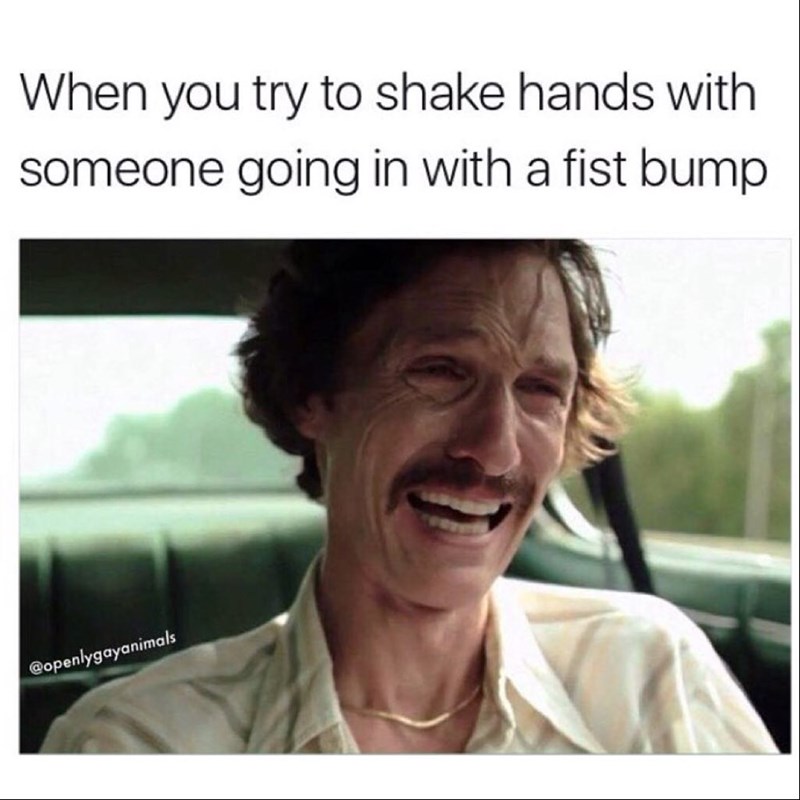 When you try to shake hands with
someone going in with a fist bump
@openlygayanimals